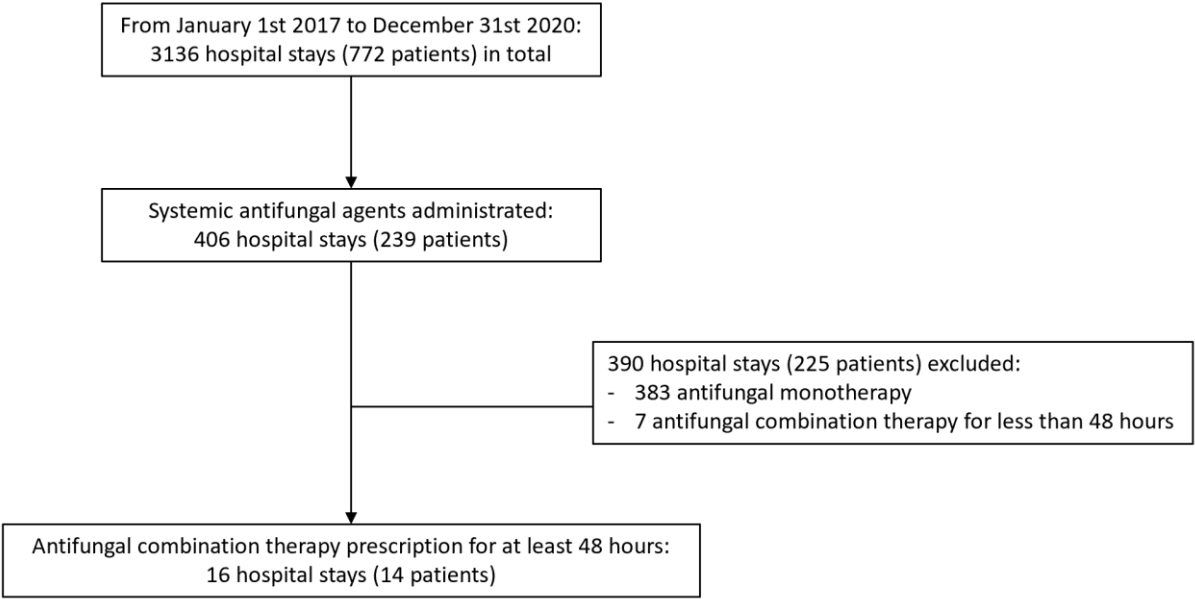 From January 1st 2017 to December 31st 2020:
3136 hospital stays (772 patients) in total
Systemic antifungal agents administrated:
406 hospital stays (239 patients)
390 hospital stays (225 patients) excluded:
- 383 antifungal monotherapy
- 7 antifungal combination therapy for less than 48 hours
Antifungal combination therapy prescription for at least 48 hours:
16 hospital stays (14 patients)